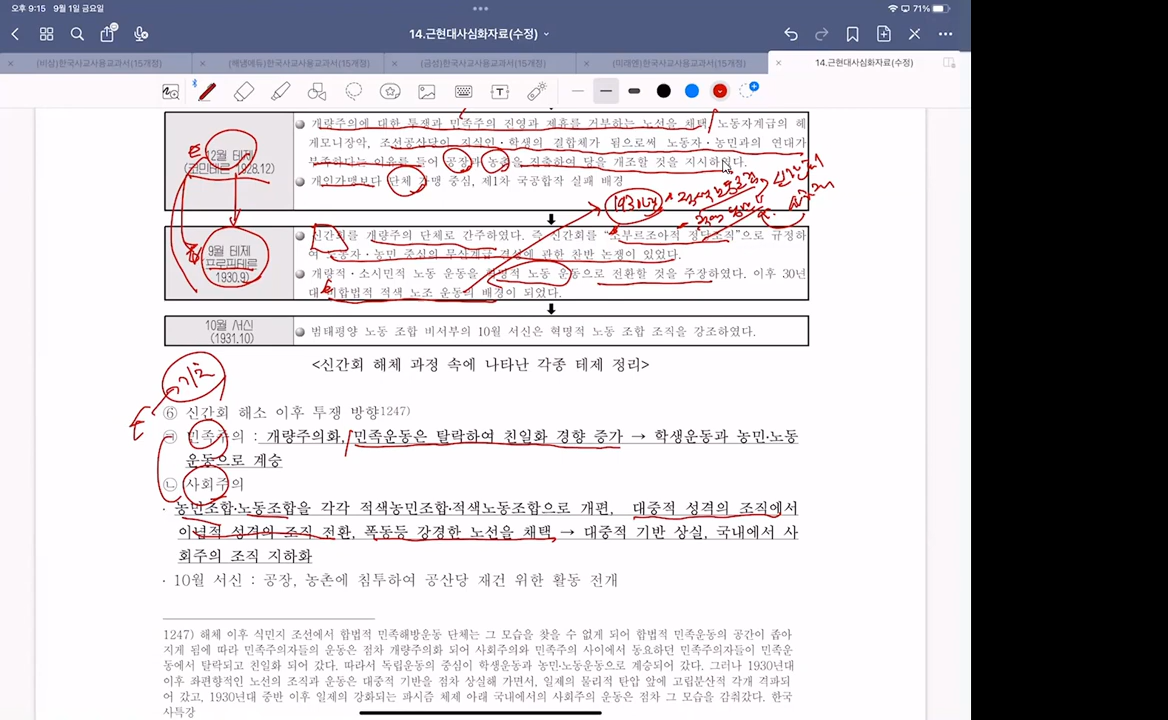 오후 9:15 9월 1일 금요일
71%
14.근현대사심화자료(수정)
(비상)한국사교사용교과서(15개정)
(해냄에듀)한국사교사용교과서(15개정)
(금성)한국사교사용교과서(15개정)
(미래엔)한국사교사용교과서(15개정)
14.근현대사심화자료(수정)
12월 테제
(코민테른 1928.12)
개량주의에 대한 투쟁과 민족주의 진영과 제휴를 거부하는 노선을 채택, 노동자계급의 헤
게모니장악, 조선공산당이 지식인·학생의 결합체가 됨으로써 노동자·농민과의 연대가
부족하다는 이유를 들어 공장과 농촌을 진출하여 당을 개조할 것을 지시하였다.
개인가맹보다 단체 가맹 중심, 제1차 국공합작 실패 배경
1930년대
9월 테제
프로핀테른
1930.9)
신간회를 개량주의 단체로 간주하였다. 즉 신간회를 "소부르조아적 정당조직"으로 규정하
여 노동자·농민 중심의 무산계급 결성에 관한 찬반 논쟁이 있었다.
개량적·소시민적 노동 운동을 혁명적 노동 운동으로 전환할 것을 주장하였다. 이후 30년
대 비합법적 적색 노조 운동의 배경이 되었다.
10월 서신
(1931.10)
범태평양 노동 조합 비서부의 10월 서신은 혁명적 노동 조합 조직을 강조하였다.
<신간회 해체 과정 속에 나타난 각종 테제 정리>
⑥ 신간회 해소 이후 투쟁 방향1247)
㉠ 민족주의 : 개량주의화, 민족운동은 탈락하여 친일화 경향 증가 → 학생운동과 농민·노동
운동으로 계승
㉡ 사회주의
· 농민조합·노동조합을 각각 적색농민조합·적색노동조합으로 개편, 대중적 성격의 조직에서
이념적 성격의 조직 전환, 폭동등 강경한 노선을 채택, → 대중적 기반 상실, 국내에서 사
회주의 조직 지하화
· 10월 서신 : 공장, 농촌에 침투하여 공산당 재건 위한 활동 전개
1247) 해체 이후 식민지 조선에서 합법적 민족해방운동 단체는 그 모습을 찾을 수 없게 되어 합법적 민족운동의 공간이 좁아
지게 됨에 따라 민족주의자들의 운동은 점차 개량주의화 되어 사회주의와 민족주의 사이에서 동요하던 민족주의자들이 민족운
동에서 탈락되고 친일화 되어 갔다. 따라서 독립운동의 중심이 학생운동과 농민·노동운동으로 계승되어 갔다. 그러나 1930년대
이후 좌편향적인 노선의 조직과 운동은 대중적 기반을 점차 상실해 가면서, 일제의 물리적 탄압 앞에 고립분산적 각개 격파되
어 갔고, 1930년대 중반 이후 일제의 강화되는 파시즘 체제 아래 국내에서의 사회주의 운동은 점차 그 모습을 감춰갔다. 한국
사특강